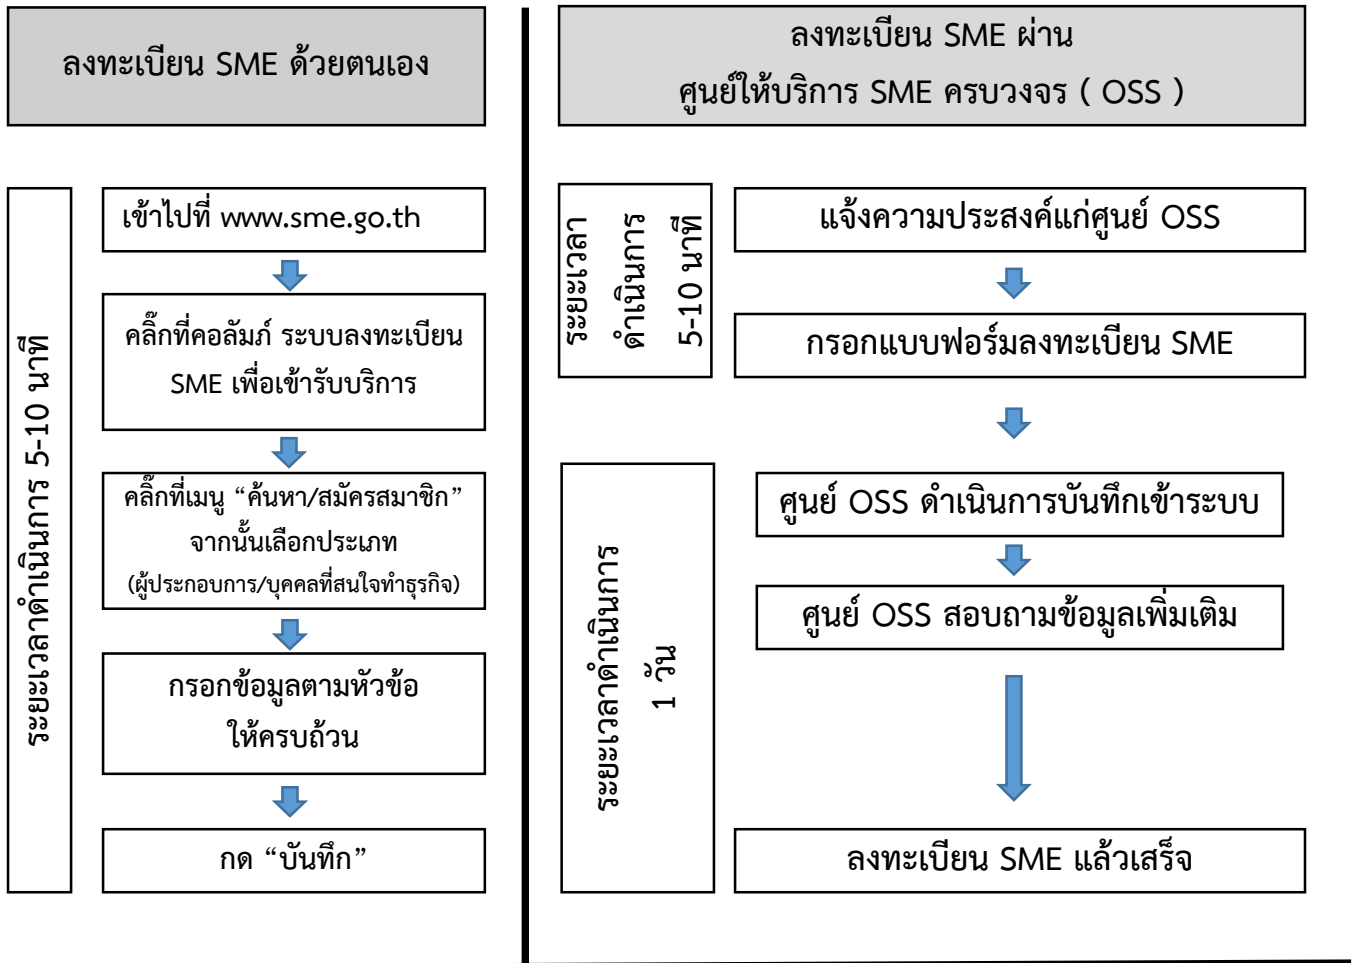 ลงทะเบียน SME ด้วยตนเอง
ระยะเวลาดำเนินการ 5-10 นาที
เข้าไปที่ www.sme.go.th
คลิ๊กที่คอลัมภ์ ระบบลงทะเบียน
SME เพื่อเข้ารับบริการ
คลิ๊กที่เมนู “ค้นหา/สมัครสมาชิก”
จากนั้นเลือกประเภท
(ผู้ประกอบการ/บุคคลที่สนใจทำธุรกิจ)
กรอกข้อมูลตามหัวข้อ
ให้ครบถ้วน
กด “บันทึก”
ลงทะเบียน SME ผ่าน
ศูนย์ให้บริการ SME ครบวงจร ( OSS )
ระยะเวลา
ดำเนินการ
5-10 นาที
แจ้งความประสงค์แก่ศูนย์ OSS
กรอกแบบฟอร์มลงทะเบียน SME
ระยะเวลาดำเนินการ
1 วัน
ศูนย์ OSS ดำเนินการบันทึกเข้าระบบ
ศูนย์ OSS สอบถามข้อมูลเพิ่มเติม
ลงทะเบียน SME แล้วเสร็จ